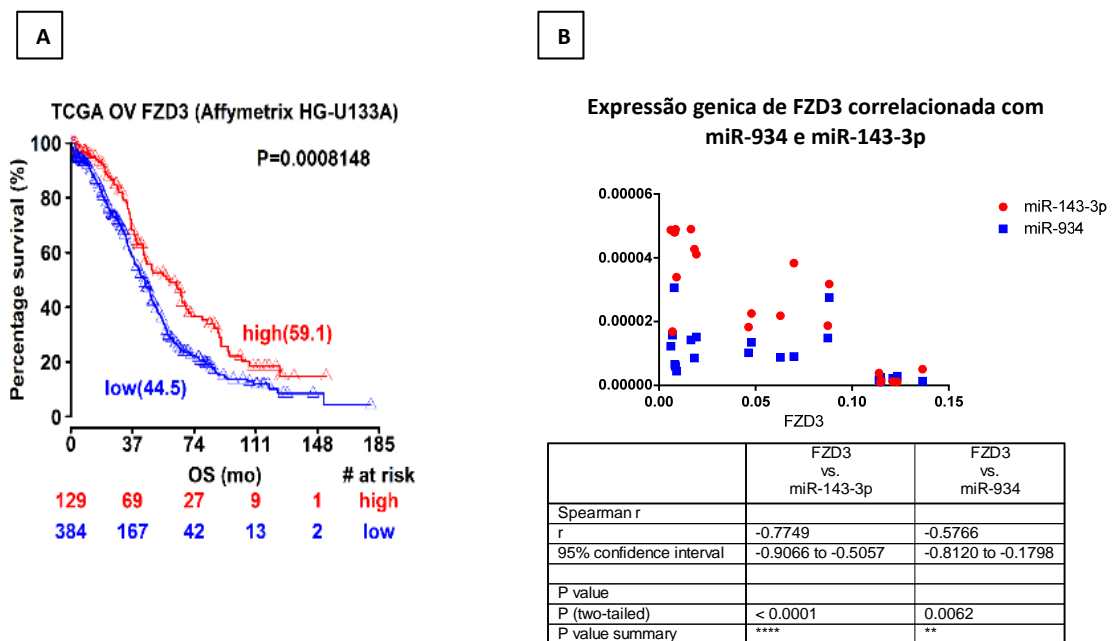 A
TCGA OV FZD3 (Affymetrix HG-U133A)
P=0.0008148
Percentage survival (%)
100
80
60
40
20
0
high(59.1)
low(44.5)
0 37 74 111 148 185
OS (mo) # at risk
129 69 27 9 1 high
384 167 42 13 2 low
B
Expressão genica de FZD3 correlacionada com
miR-934 e miR-143-3p
0.00006
0.00004
0.00002
0.00000
0.00 0.05 0.10 0.15
FZD3
miR-143-3p
miR-934
FZD3 FZD3
vs. vs.
miR-143-3p miR-934
Spearman r
r -0.7749 -0.5766
95% confidence interval -0.9066 to -0.5057 -0.8120 to -0.1798
P value
P (two-tailed) < 0.0001 0.0062
P value summary **** **